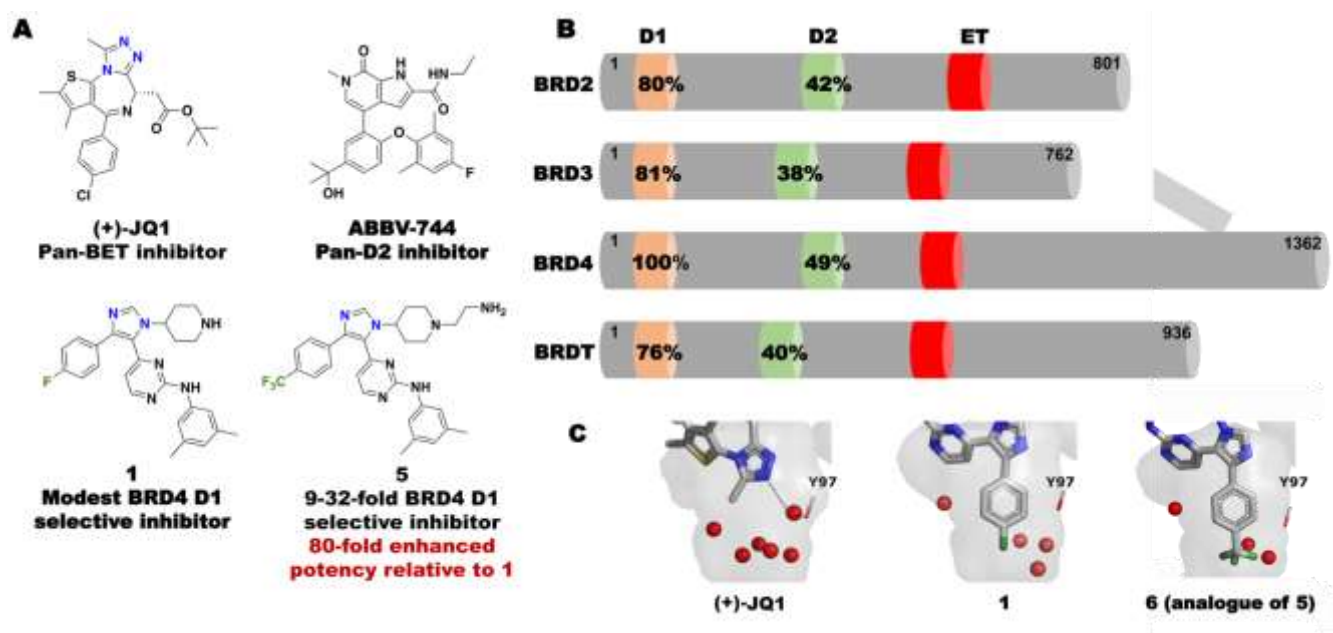 A
N
N
N
S
N
O
O
Cl
(+)-JQ1
Pan-BET inhibitor
O
H
N
N
HN
O
O
F
OH
ABBV-744
Pan-D2 inhibitor
N
N
NH
F
N
N
NH
1
Modest BRD4 D1
selective inhibitor
N
N
N
NH2
F3C
N
N
NH
5
9-32-fold BRD4 D1
selective inhibitor
80-fold enhanced
potency relative to 1
B
D1 D2 ET
BRD2 1 80% 42% 801
BRD3 1 81% 38% 762
BRD4 1 100% 49% 1362
BRDT 1 76% 40% 936
C
Y97
(+)-JQ1
Y97
1
Y97
6 (analogue of 5)